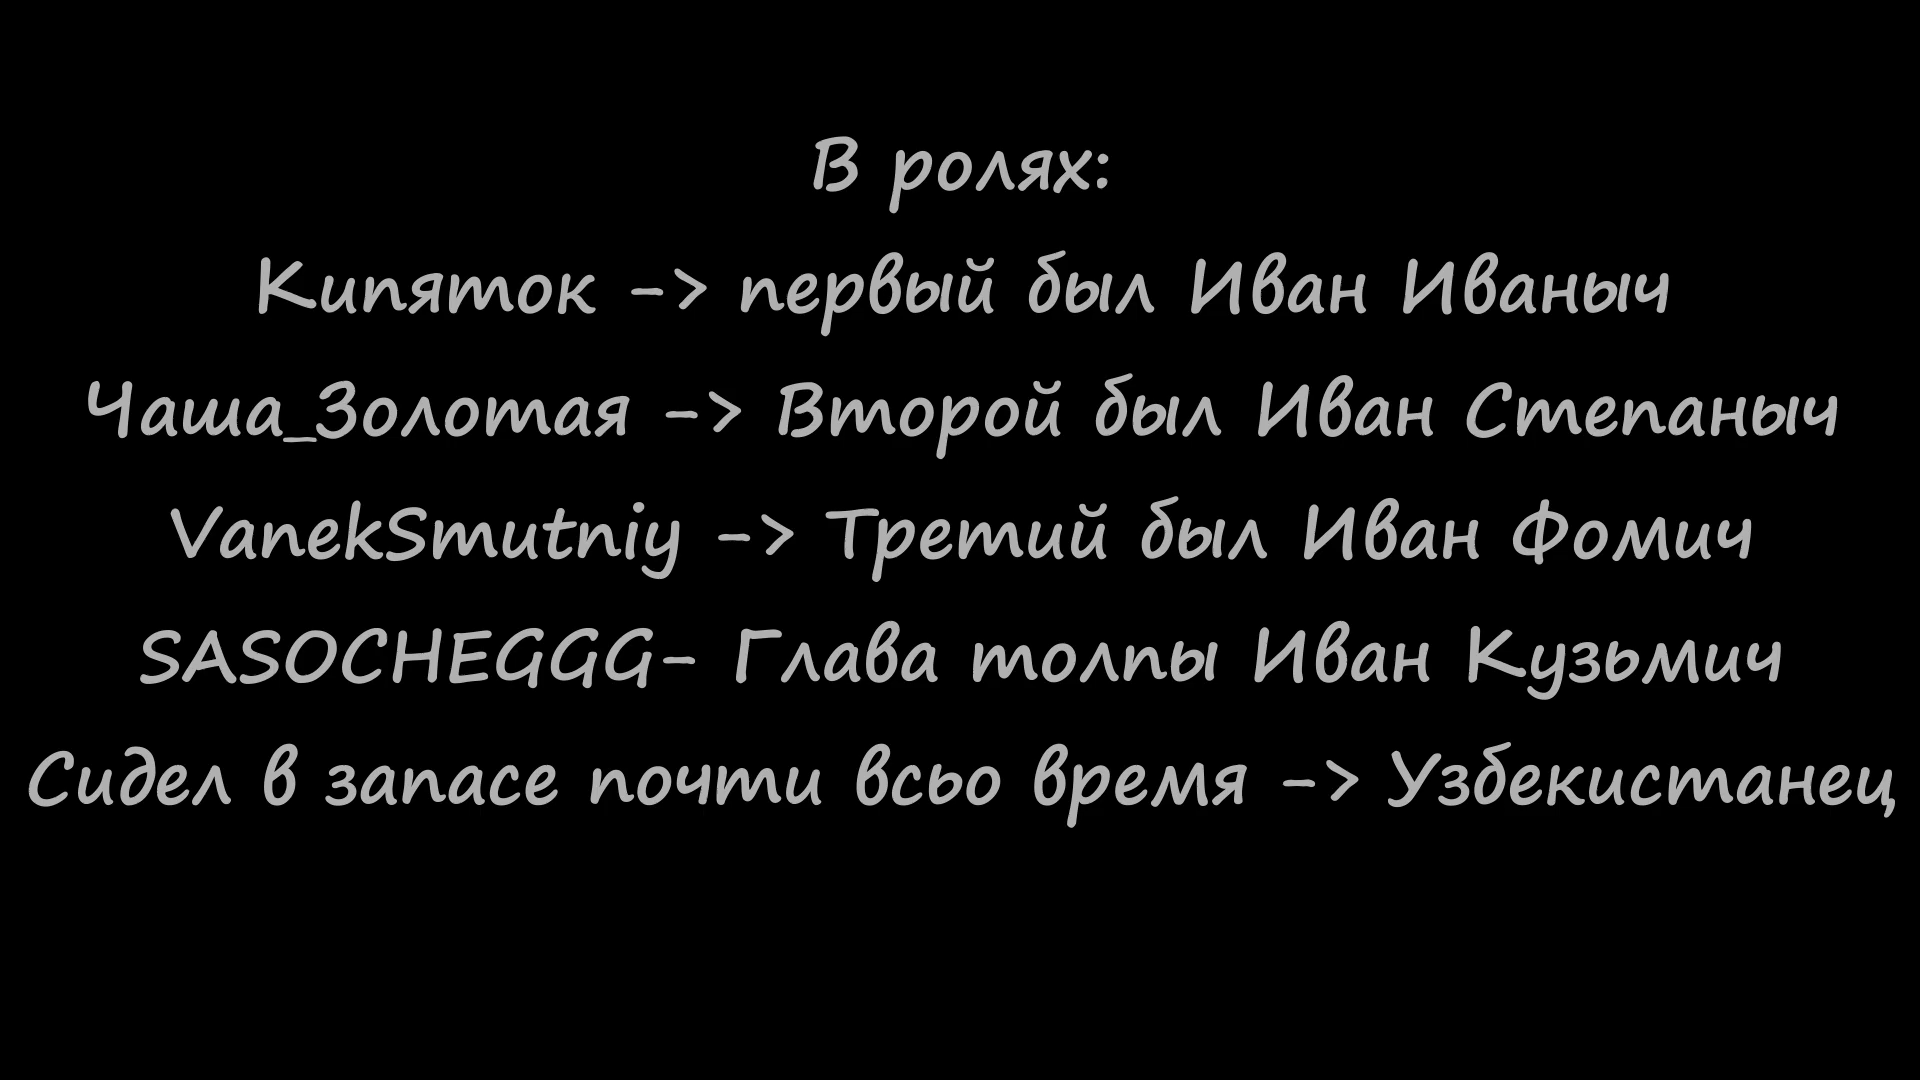 В ролях:
Кипяток -> первый был Иван Иваныч
Чаша_Золотая -> Второй был Иван Степаныч
VanekSmutniy -> Третий был Иван Фомич
SASOCHEGGG- Глава толпы Иван Кузьмич
Сидел в запасе почти всьо время -> Узбекистанец